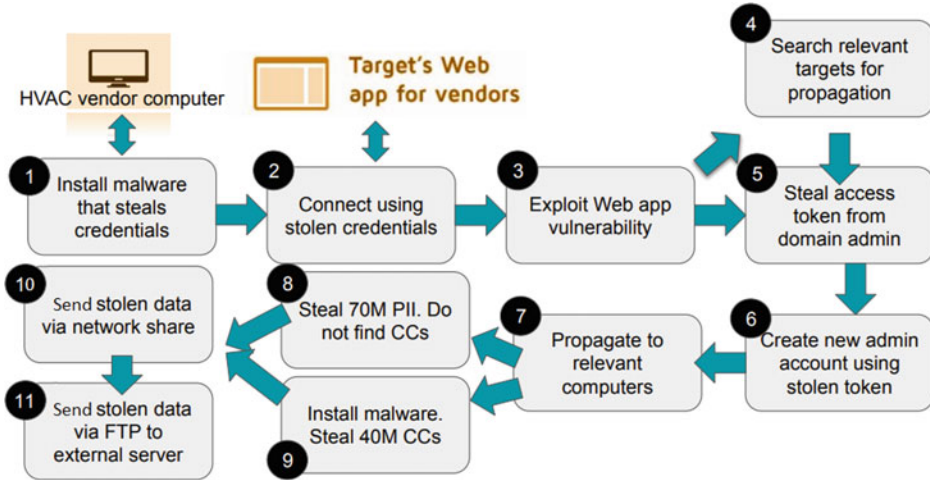 HVAC vendor computer
Target's Web
app for vendors
1
Install malware
that steals
credentials
2
Connect using
stolen credentials
3
Exploit Web app
vulnerability
4
Search relevant
targets for
propagation
5
Steal access
token from
domain admin
6
Create new admin
account using
stolen token
7
Propagate to
relevant
computers
8
Steal 70M PII. Do
not find CCs
9
Install malware.
Steal 40M CCs
10
Send stolen data
via network share
11
Send stolen data
via FTP to
external server